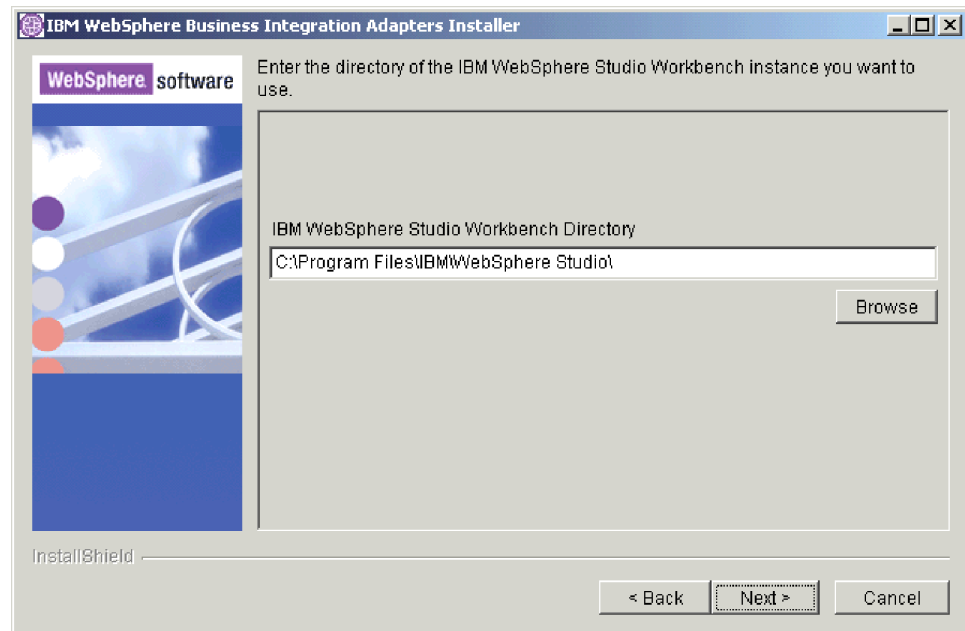 IBM WebSphere Business Integration Adapters Installer
WebSphere software
Enter the directory of the IBM WebSphere Studio Workbench instance you want to
use.
IBM WebSphere Studio Workbench Directory
C:\Program Files\IBM\WebSphere Studio\
Browse
InstallShield
< Back Next > Cancel